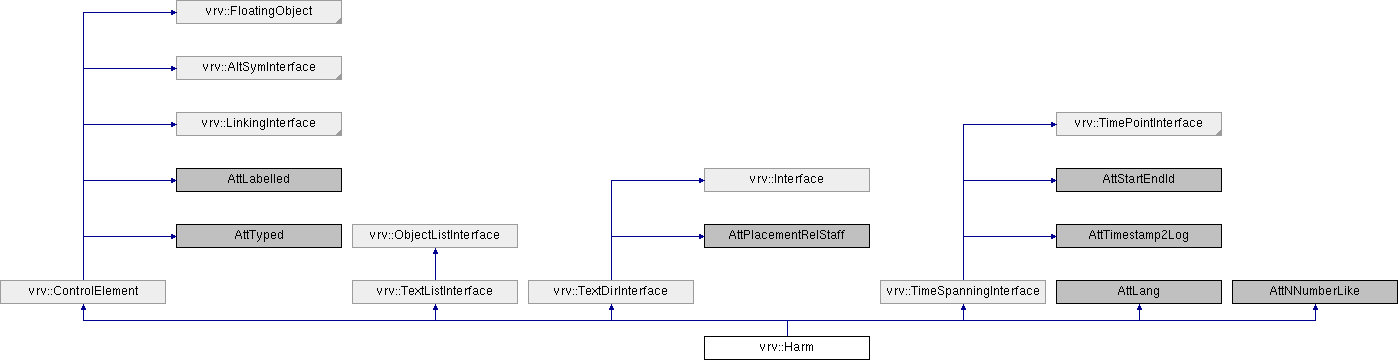 vrv::FloatingObject
vrv::AltSymInterface
vrv::LinkingInterface
vrv::TimePointInterface
AttLabelled
vrv::Interface
AttStartEndId
AttTyped
vrv::ObjectListInterface
AttPlacementRelStaff
AttTimestamp2Log
vrv::ControlElement
vrv::TextListInterface
vrv::TextDirInterface
vrv::TimeSpanningInterface
AttLang
AttNNumberLike
vrv::Harm